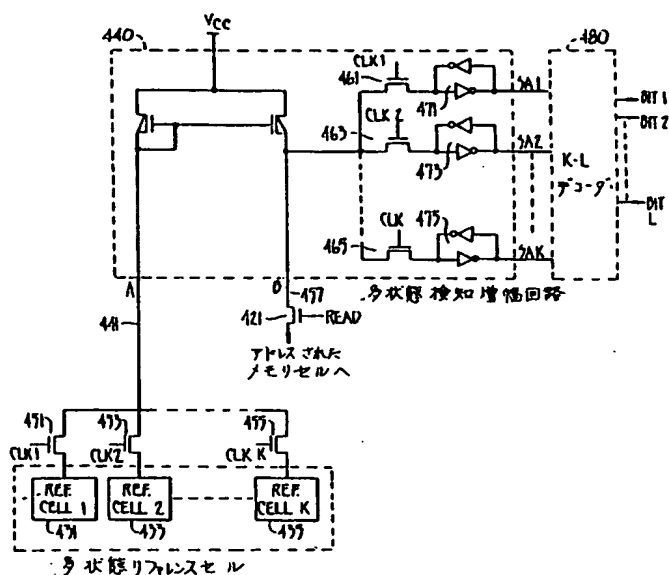 440
VCC
480
CLK 1
461
471
SA1
BIT 1
CLK 2
BIT 2
463
473
SA2
K-L
デコーダ
BIT
L
CLK
475
465
SAK
A
457
多状態検知増幅回路
441
421
READ
アドレスされた
メモリセルへ
451
453
455
CLK1
CLK2
CLK K
REF.
CELL 1
REF.
CELL 2
REF.
CELL K
431
433
435
多状態リファレンスセル